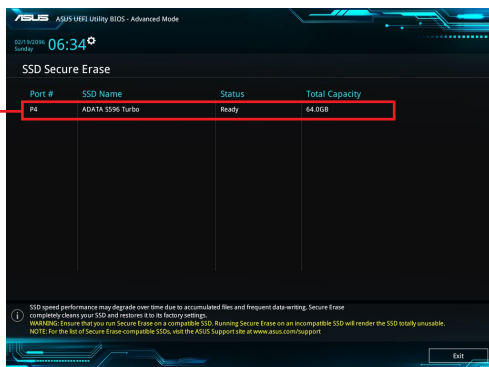 ASUS ASUS UEFI Utility BIOS - Advanced Mode
02/19/2096
Sunday
06:34
SSD Secure Erase
Port # SSD Name Status Total Capacity
P4 ADATA S596 Turbo Ready 64.0GB
SSD speed performance may degrade over time due to accumulated files and frequent data-writing. Secure Erase
completely cleans your SSD and restores it to its factory settings.
WARNING: Ensure that you run Secure Erase on a compatible SSD. Running Secure Erase on an incompatible SSD will render the SSD totally unusable.
NOTE: For the list of Secure Erase-compatible SSDs, visit the ASUS Support site at www.asus.com/support
Exit